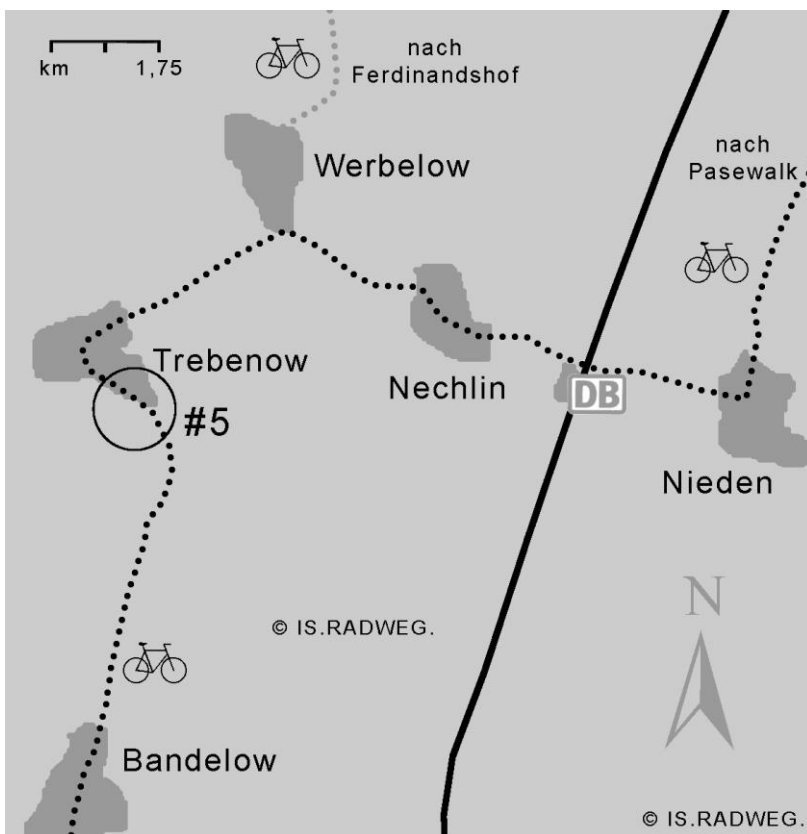 km 1,75
nach
Ferdinandshof
Werbelow
nach
Pasewalk
Trebenow
Nechlin
DB
#5
Nieden
N
© IS.RADWEG.
Bandelow
© IS.RADWEG.